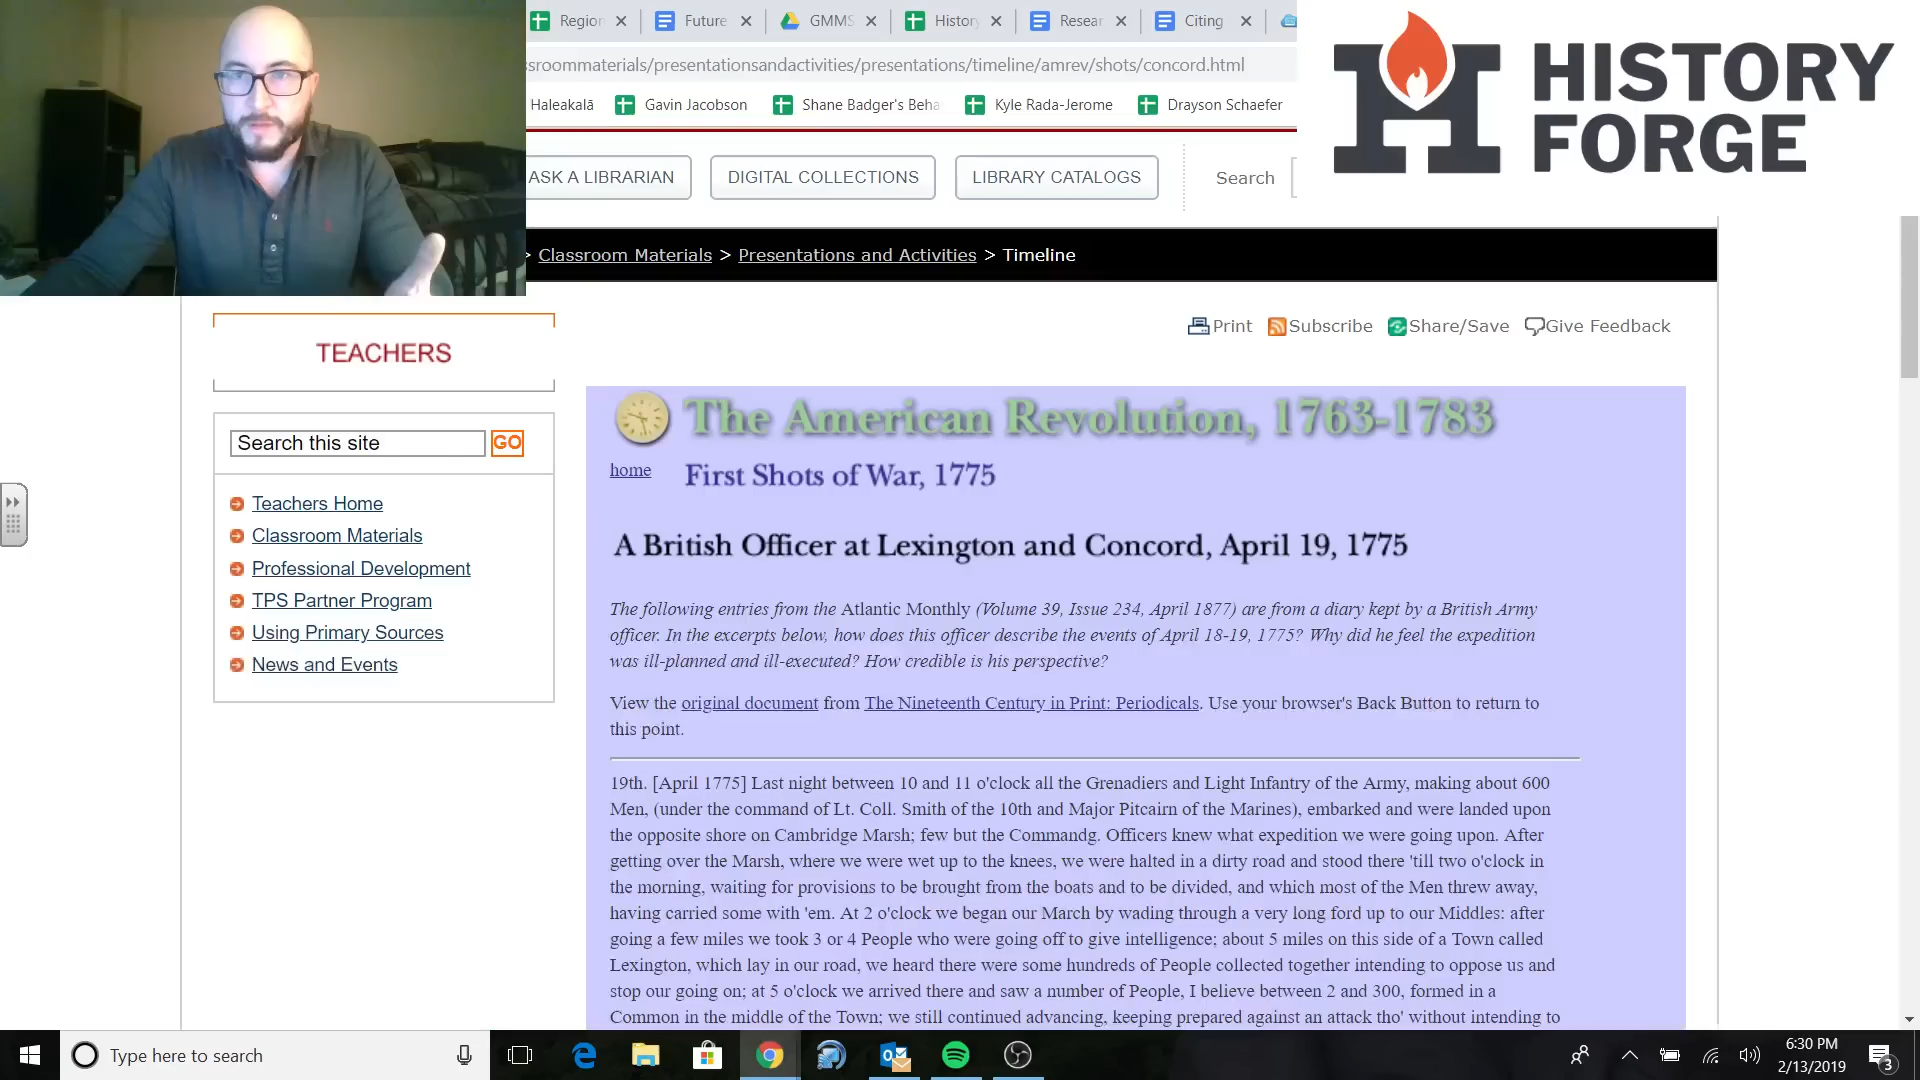 Region
Future
GMMS
History
Resear
Citing
sroommaterials/presentationsandactivities/presentations/timeline/amrev/shots/concord.html
Haleakalā
Gavin Jacobson
Shane Badger's Beha
Kyle Rada-Jerome
Drayson Schaefer
HISTORY
FORGE
ASK A LIBRARIAN
DIGITAL COLLECTIONS
LIBRARY CATALOGS
Search
> Classroom Materials > Presentations and Activities > Timeline
Print
Subscribe
Share/Save
Give Feedback
TEACHERS
Search this site
GO
Teachers Home
Classroom Materials
Professional Development
TPS Partner Program
Using Primary Sources
News and Events
The American Revolution, 1763-1783
home
First Shots of War, 1775
A British Officer at Lexington and Concord, April 19, 1775
The following entries from the Atlantic Monthly (Volume 39, Issue 234, April 1877) are from a diary kept by a British Army
officer. In the excerpts below, how does this officer describe the events of April 18-19, 1775? Why did he feel the expedition
was ill-planned and ill-executed? How credible is his perspective?
View the original document from The Nineteenth Century in Print: Periodicals. Use your browser's Back Button to return to
this point.
19th. [April 1775] Last night between 10 and 11 o'clock all the Grenadiers and Light Infantry of the Army, making about 600
Men, (under the command of Lt. Coll. Smith of the 10th and Major Pitcairn of the Marines), embarked and were landed upon
the opposite shore on Cambridge Marsh; few but the Commandg. Officers knew what expedition we were going upon. After
getting over the Marsh, where we were wet up to the knees, we were halted in a dirty road and stood there 'till two o'clock in
the morning, waiting for provisions to be brought from the boats and to be divided, and which most of the Men threw away,
having carried some with 'em. At 2 o'clock we began our March by wading through a very long ford up to our Middles: after
going a few miles we took 3 or 4 People who were going off to give intelligence; about 5 miles on this side of a Town called
Lexington, which lay in our road, we heard there were some hundreds of People collected together intending to oppose us and
stop our going on; at 5 o'clock we arrived there and saw a number of People, I believe between 2 and 300, formed in a
Common in the middle of the Town; we still continued advancing, keeping prepared against an attack tho' without intending to
Type here to search
6:30 PM
2/13/2019
3